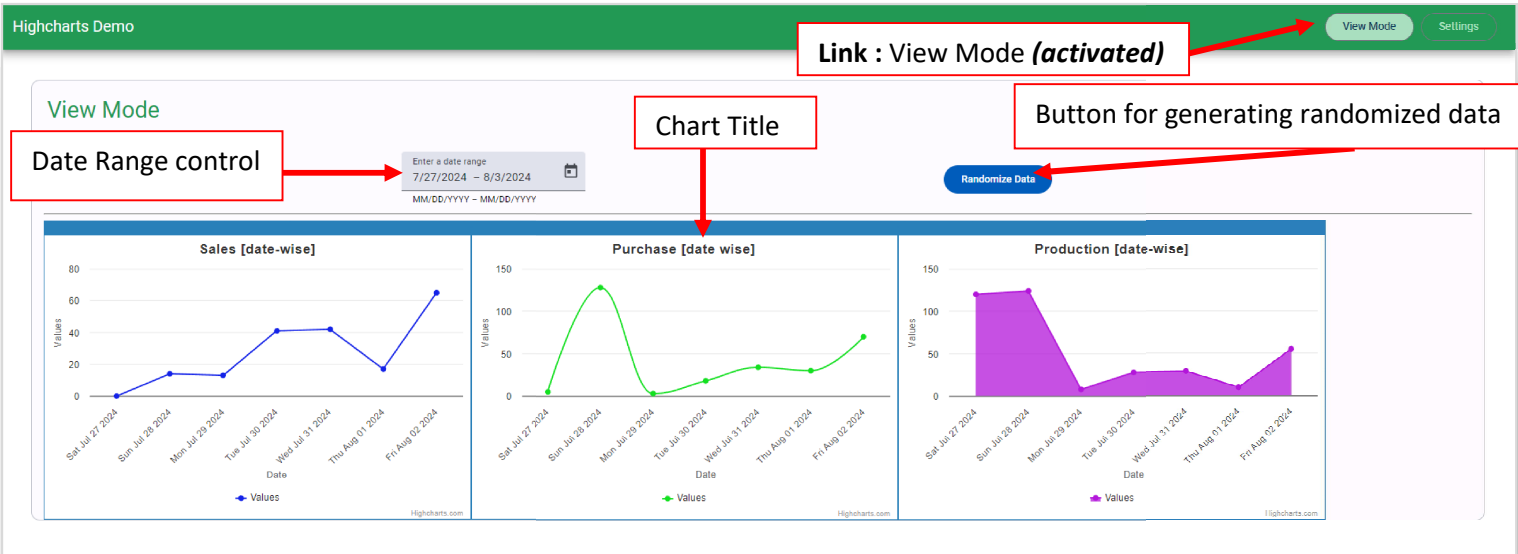 Highcharts Demo
View Mode
Settings
Link : View Mode (activated)
View Mode
Chart Title
Button for generating randomized data
Date Range control
Enter a date range
7/27/2024 – 8/3/2024
MM/DD/YYYY – MM/DD/YYYY
Randomize Data
Sales [date-wise]
80
60
40
20
0
Values
Sat Jul 27 2024
Sun Jul 28 2024
Mon Jul 29 2024
Tue Jul 30 2024
Wed Jul 31 2024
Thu Aug 01 2024
Fri Aug 02 2024
Date
Values
Highcharts.com
Purchase [date wise]
150
100
50
0
Values
Sat Jul 27 2024
Sun Jul 28 2024
Mon Jul 29 2024
Tue Jul 30 2024
Wed Jul 31 2024
Thu Aug 01 2024
Fri Aug 02 2024
Date
Values
Highcharts.com
Production [date-wise]
150
100
50
0
Values
Sat Jul 27 2024
Sun Jul 28 2024
Mon Jul 29 2024
Tue Jul 30 2024
Wed Jul 31 2024
Thu Aug 01 2024
Fri Aug 02 2024
Date
Values
Highcharts.com